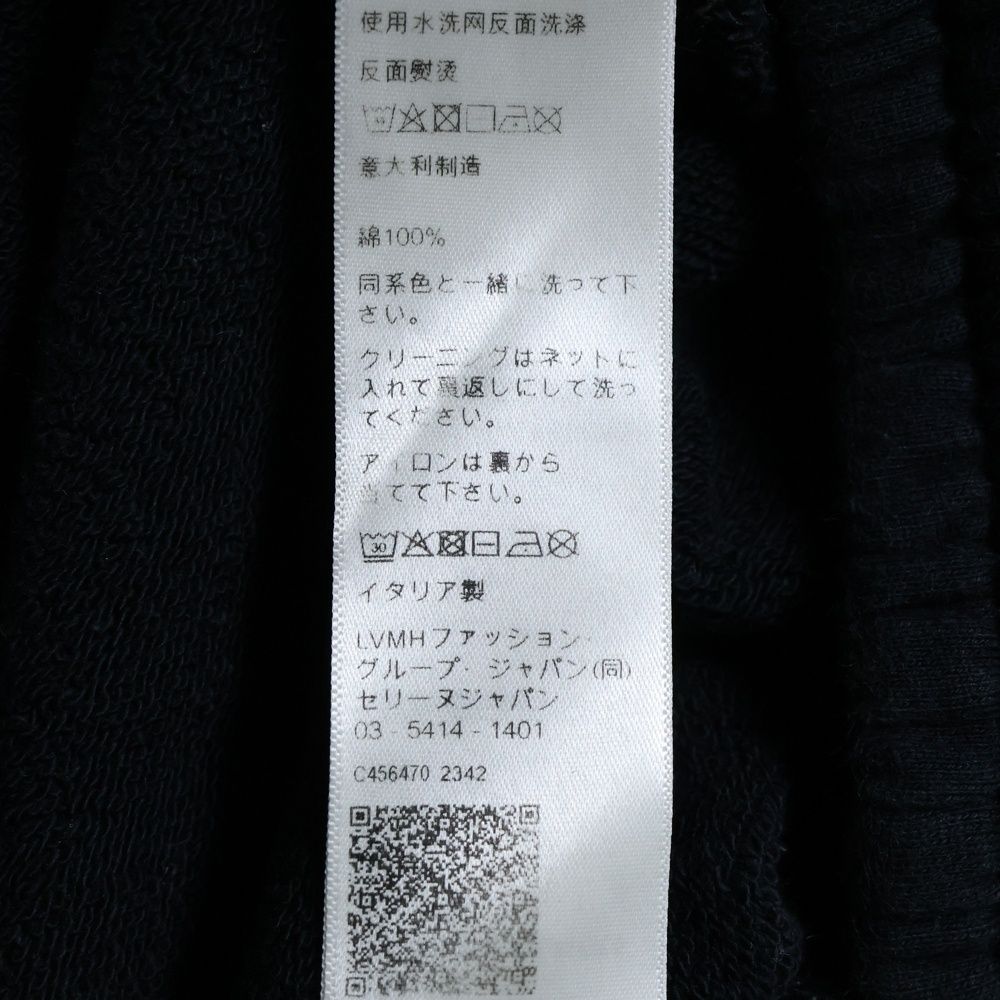 使用水洗网反面洗涤
反面熨烫
意大利制造
綿100%
同系色と一緒に洗って下
さい。
クリーニングはネットに
入れて裏返しにして洗っ
てください。
アイロンは裏から
当てて下さい。
30
イタリア製
LVMHファッション・
グループ・ジャパン(同)
セリーヌジャパン
03 - 5414 - 1401
C456470 2342